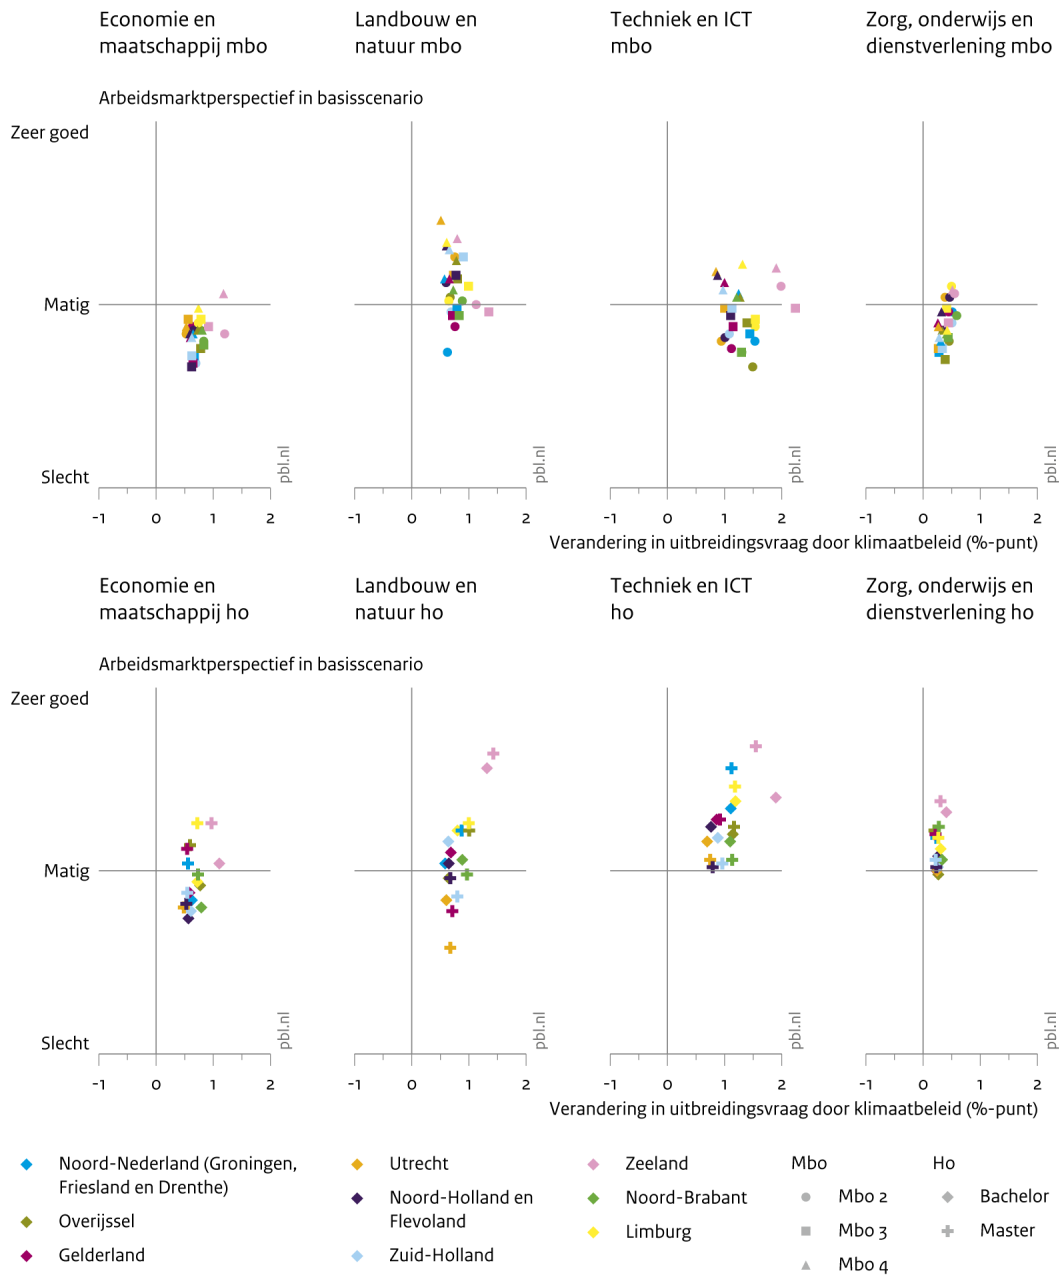 Economie en
maatschappij mbo
Landbouw en
natuur mbo
Techniek en ICT
mbo
Zorg, onderwijs en
dienstverlening mbo
Arbeidsmarktperspectief in basisscenario
Zeer goed
Matig
Slecht
pbl.nl
pbl.nl
pbl.nl
pbl.nl
-1 0 1 2
-1 0 1 2
-1 0 1 2
-1 0 1 2
Verandering in uitbreidingsvraag door klimaatbeleid (%-punt)
Economie en
maatschappij ho
Landbouw en
natuur ho
Techniek en ICT
ho
Zorg, onderwijs en
dienstverlening ho
Arbeidsmarktperspectief in basisscenario
Zeer goed
Matig
Slecht
pbl.nl
pbl.nl
pbl.nl
pbl.nl
-1 0 1 2
-1 0 1 2
-1 0 1 2
-1 0 1 2
Verandering in uitbreidingsvraag door klimaatbeleid (%-punt)
Noord-Nederland (Groningen,
Friesland en Drenthe)
Overijssel
Gelderland
Utrecht
Noord-Holland en
Flevoland
Zuid-Holland
Zeeland
Noord-Brabant
Limburg
Mbo
Mbo 2
Mbo 3
Mbo 4
Ho
Bachelor
Master